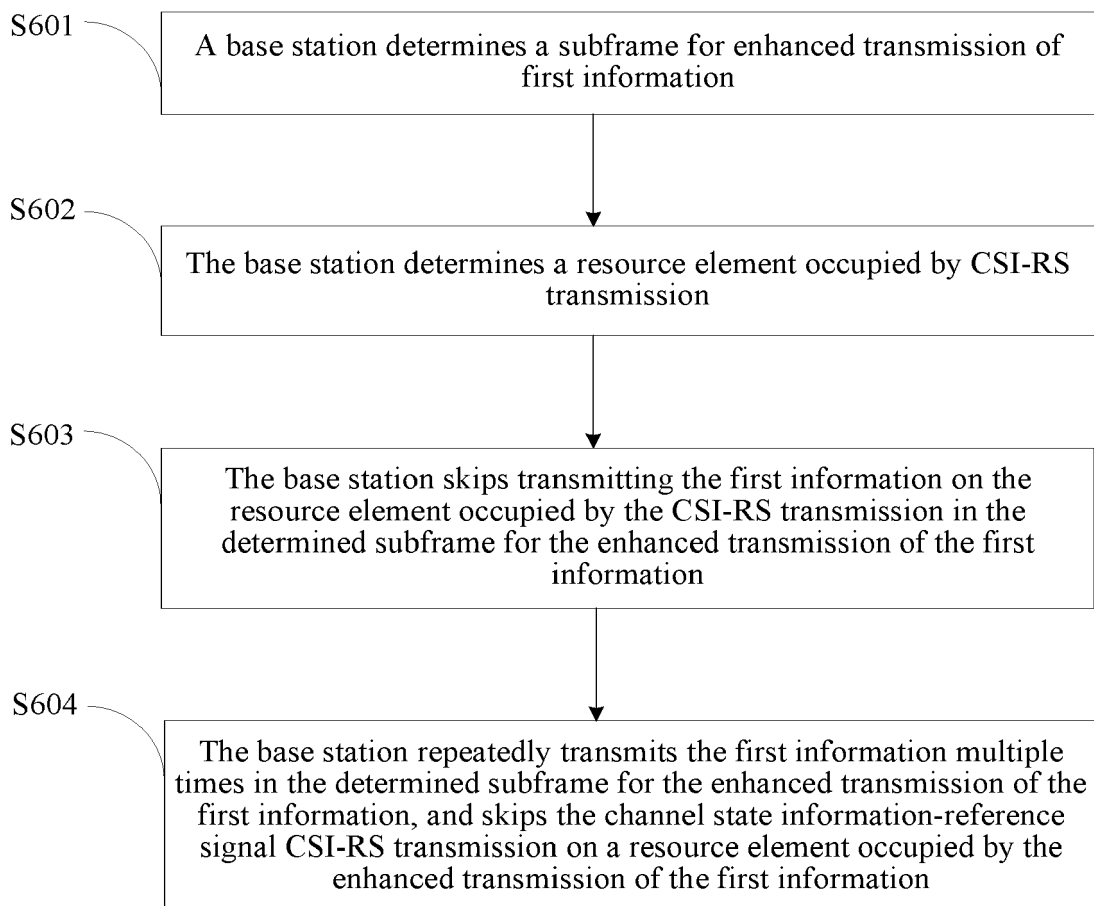 S601
A base station determines a subframe for enhanced transmission of
first information
S602
The base station determines a resource element occupied by CSI-RS
transmission
S603
The base station skips transmitting the first information on the
resource element occupied by the CSI-RS transmission in the
determined subframe for the enhanced transmission of the first
information
S604
The base station repeatedly transmits the first information multiple
times in the determined subframe for the enhanced transmission of the
first information, and skips the channel state information-reference
signal CSI-RS transmission on a resource element occupied by the
enhanced transmission of the first information